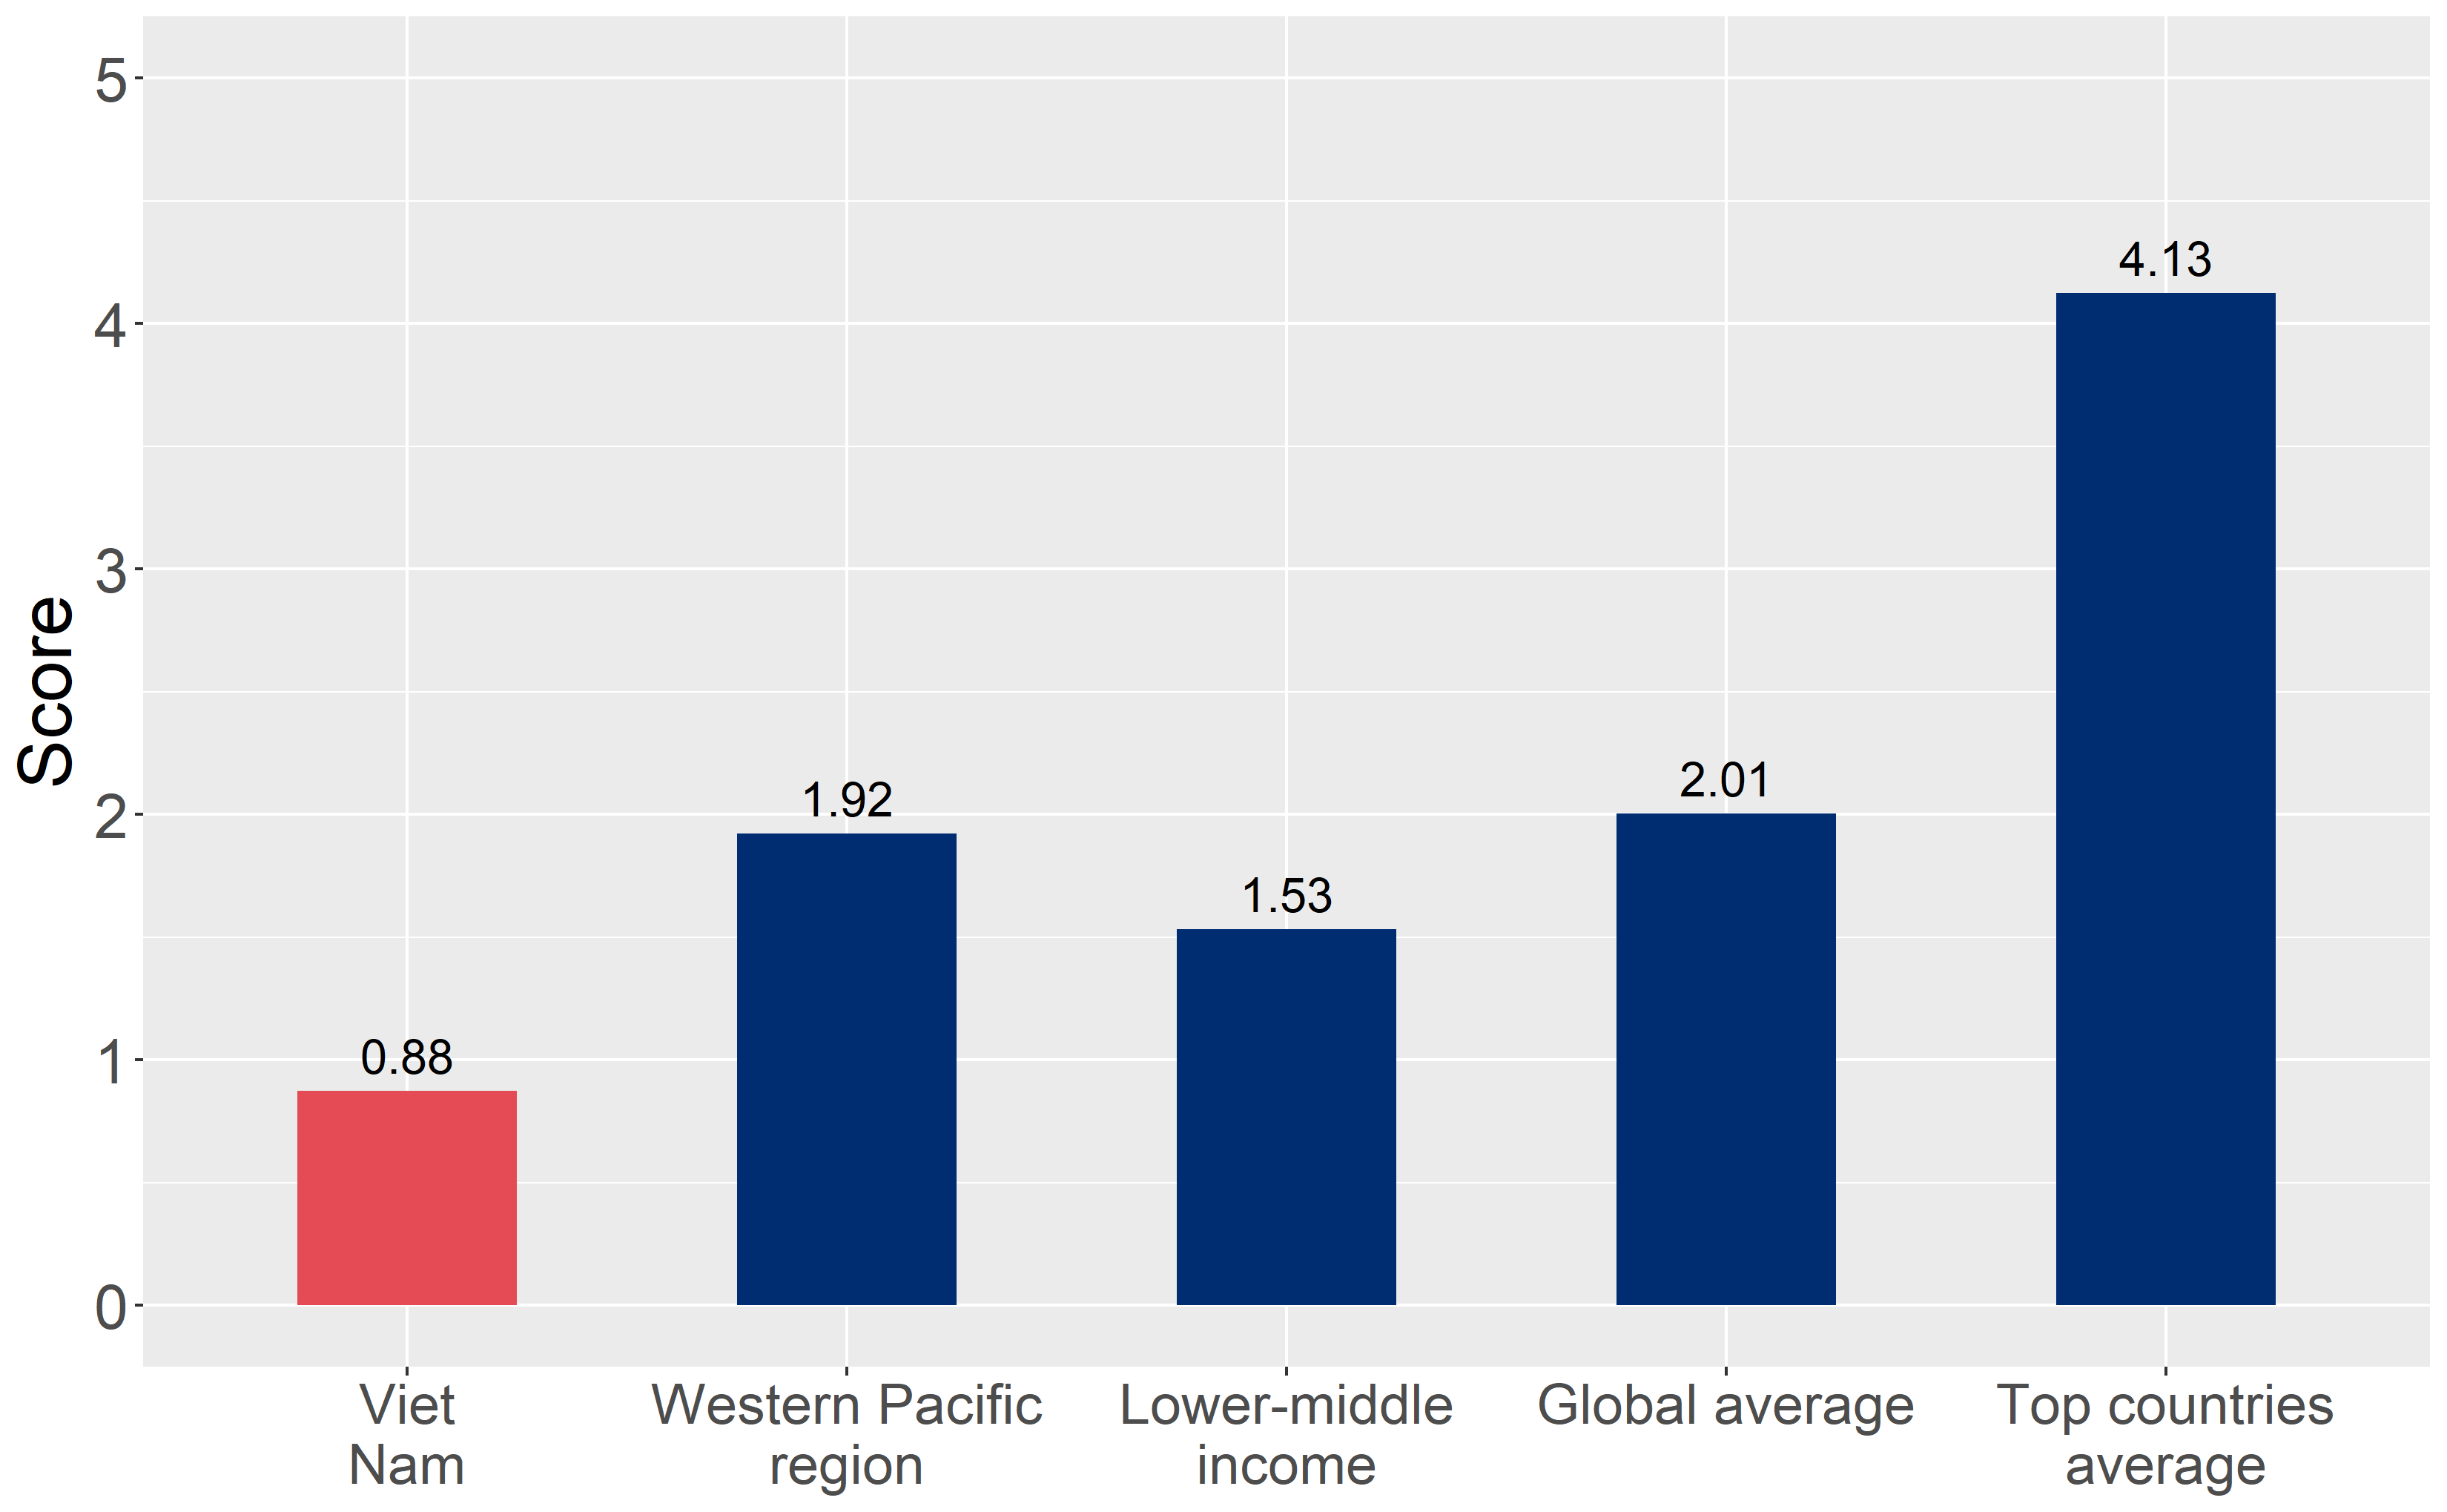 Score
5
4
3
2
1
0
0.88
1.92
1.53
2.01
4.13
Viet
Nam
Western Pacific
region
Lower-middle
income
Global average
Top countries
average